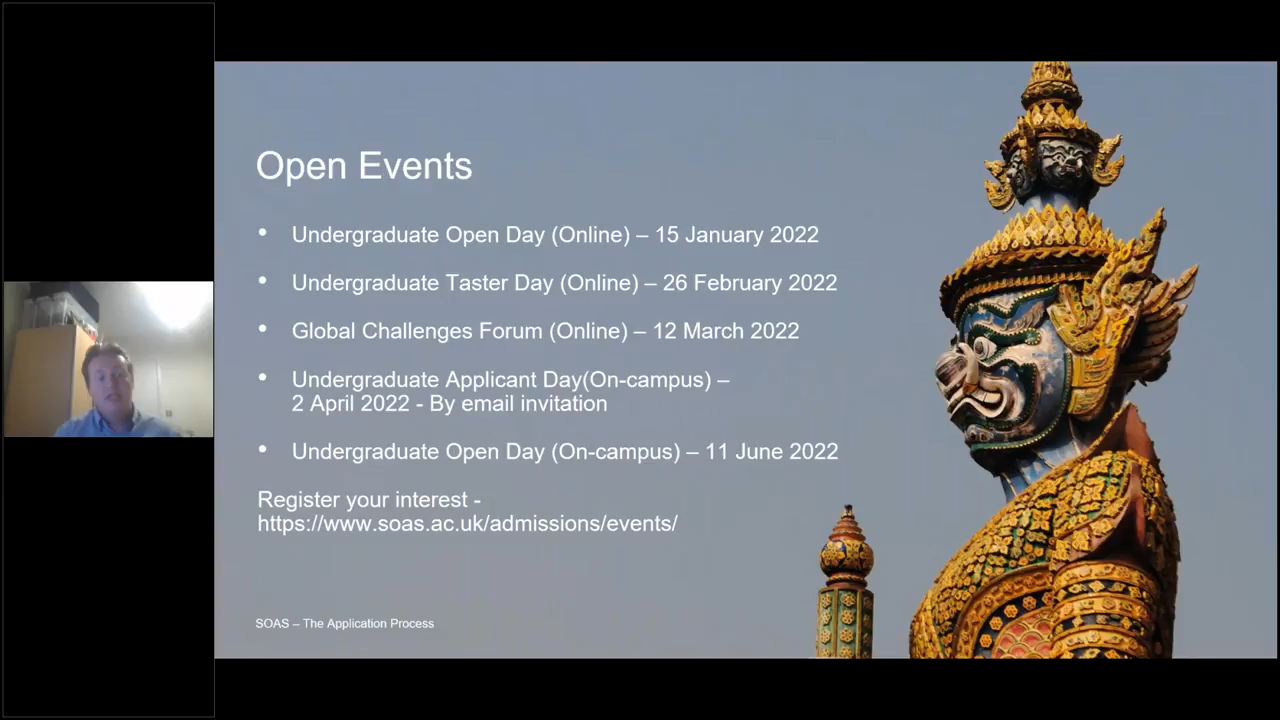 Open Events
• Undergraduate Open Day (Online) – 15 January 2022
• Undergraduate Taster Day (Online) – 26 February 2022
• Global Challenges Forum (Online) – 12 March 2022
• Undergraduate Applicant Day(On-campus) –
2 April 2022 - By email invitation
• Undergraduate Open Day (On-campus) – 11 June 2022
Register your interest -
https://www.soas.ac.uk/admissions/events/
SOAS – The Application Process